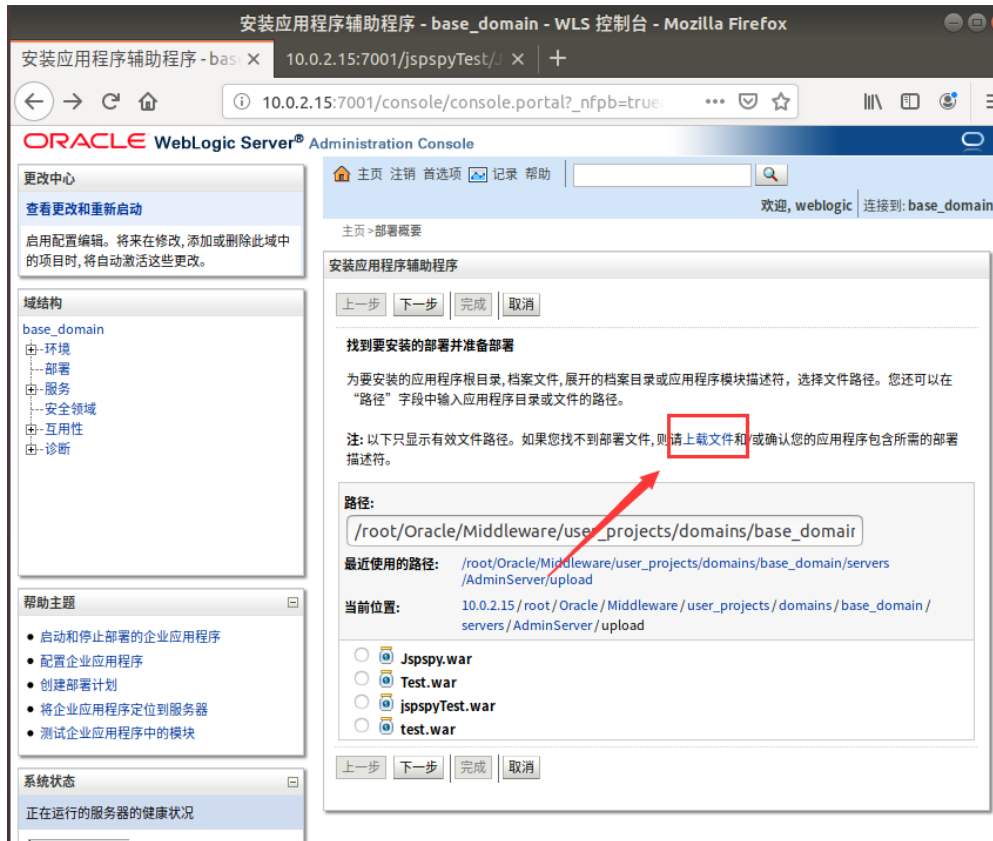 安装应用程序辅助程序 - base_domain - WLS 控制台 - Mozilla Firefox
安装应用程序辅助程序 - bas
10.0.2.15:7001/jspspyTest/J
10.0.2.15:7001/console/console.portal?_nfpb=true
ORACLE WebLogic Server® Administration Console
更改中心
查看更改和重新启动
启用配置编辑。将来在修改, 添加或删除此域中
的项目时, 将自动激活这些更改。
域结构
base_domain
环境
部署
服务
安全领域
互用性
诊断
帮助主题
启动和停止部署的企业应用程序
配置企业应用程序
创建部署计划
将企业应用程序定位到服务器
测试企业应用程序中的模块
系统状态
正在运行的服务器的健康状况
主页 注销 首选项 记录 帮助
欢迎, weblogic 连接到: base_domain
主页 >部署概要
安装应用程序辅助程序
上一步 下一步 完成 取消
找到要安装的部署并准备部署
为要安装的应用程序根目录, 档案文件, 展开的档案目录或应用程序模块描述符，选择文件路径。您还可以在
“路径”字段中输入应用程序目录或文件的路径。
注: 以下只显示有效文件路径。如果您找不到部署文件, 则请上载文件和/或确认您的应用程序包含所需的部署
描述符。
路径:
/root/Oracle/Middleware/user_projects/domains/base_domain
最近使用的路径: /root/Oracle/Middleware/user_projects/domains/base_domain/servers
/AdminServer/upload
当前位置: 10.0.2.15 / root / Oracle / Middleware / user_projects / domains / base_domain /
servers / AdminServer / upload
Jspspy.war
Test.war
jspspyTest.war
test.war
上一步 下一步 完成 取消